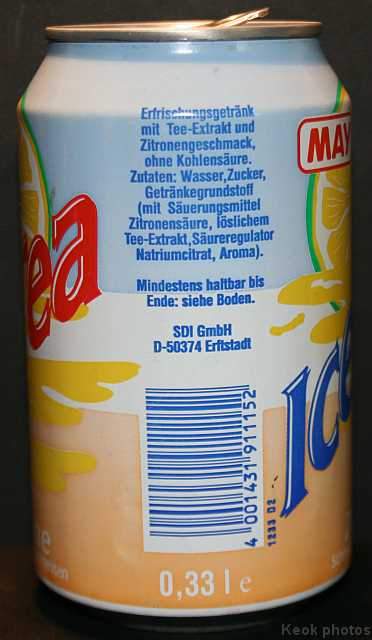 Erfrischungsgetränk
mit Tee-Extrakt und
Zitronengeschmack,
ohne Kohlensäure.
Zutaten: Wasser,Zucker,
Getränkegrundstoff
(mit Säuerungsmittel
Zitronensäure, löslichem
Tee-Extrakt,Säureregulator
Natriumcitrat, Aroma).
Mindestens haltbar bis
Ende: siehe Boden.
SDI GmbH
D-50374 Erftstadt
4 001431 911152
1233 D2
0,33 l e
MAY
ea
Ice
Keok photos